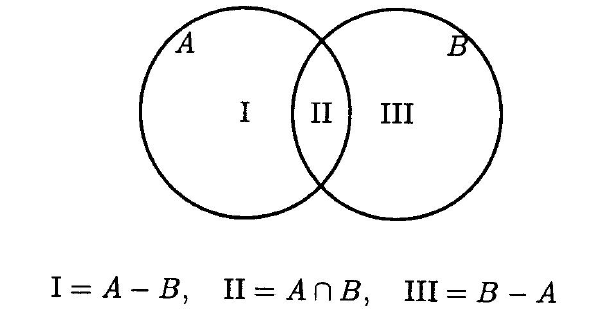 A B
I II III
I = A − B, II = A ∩ B, III = B − A